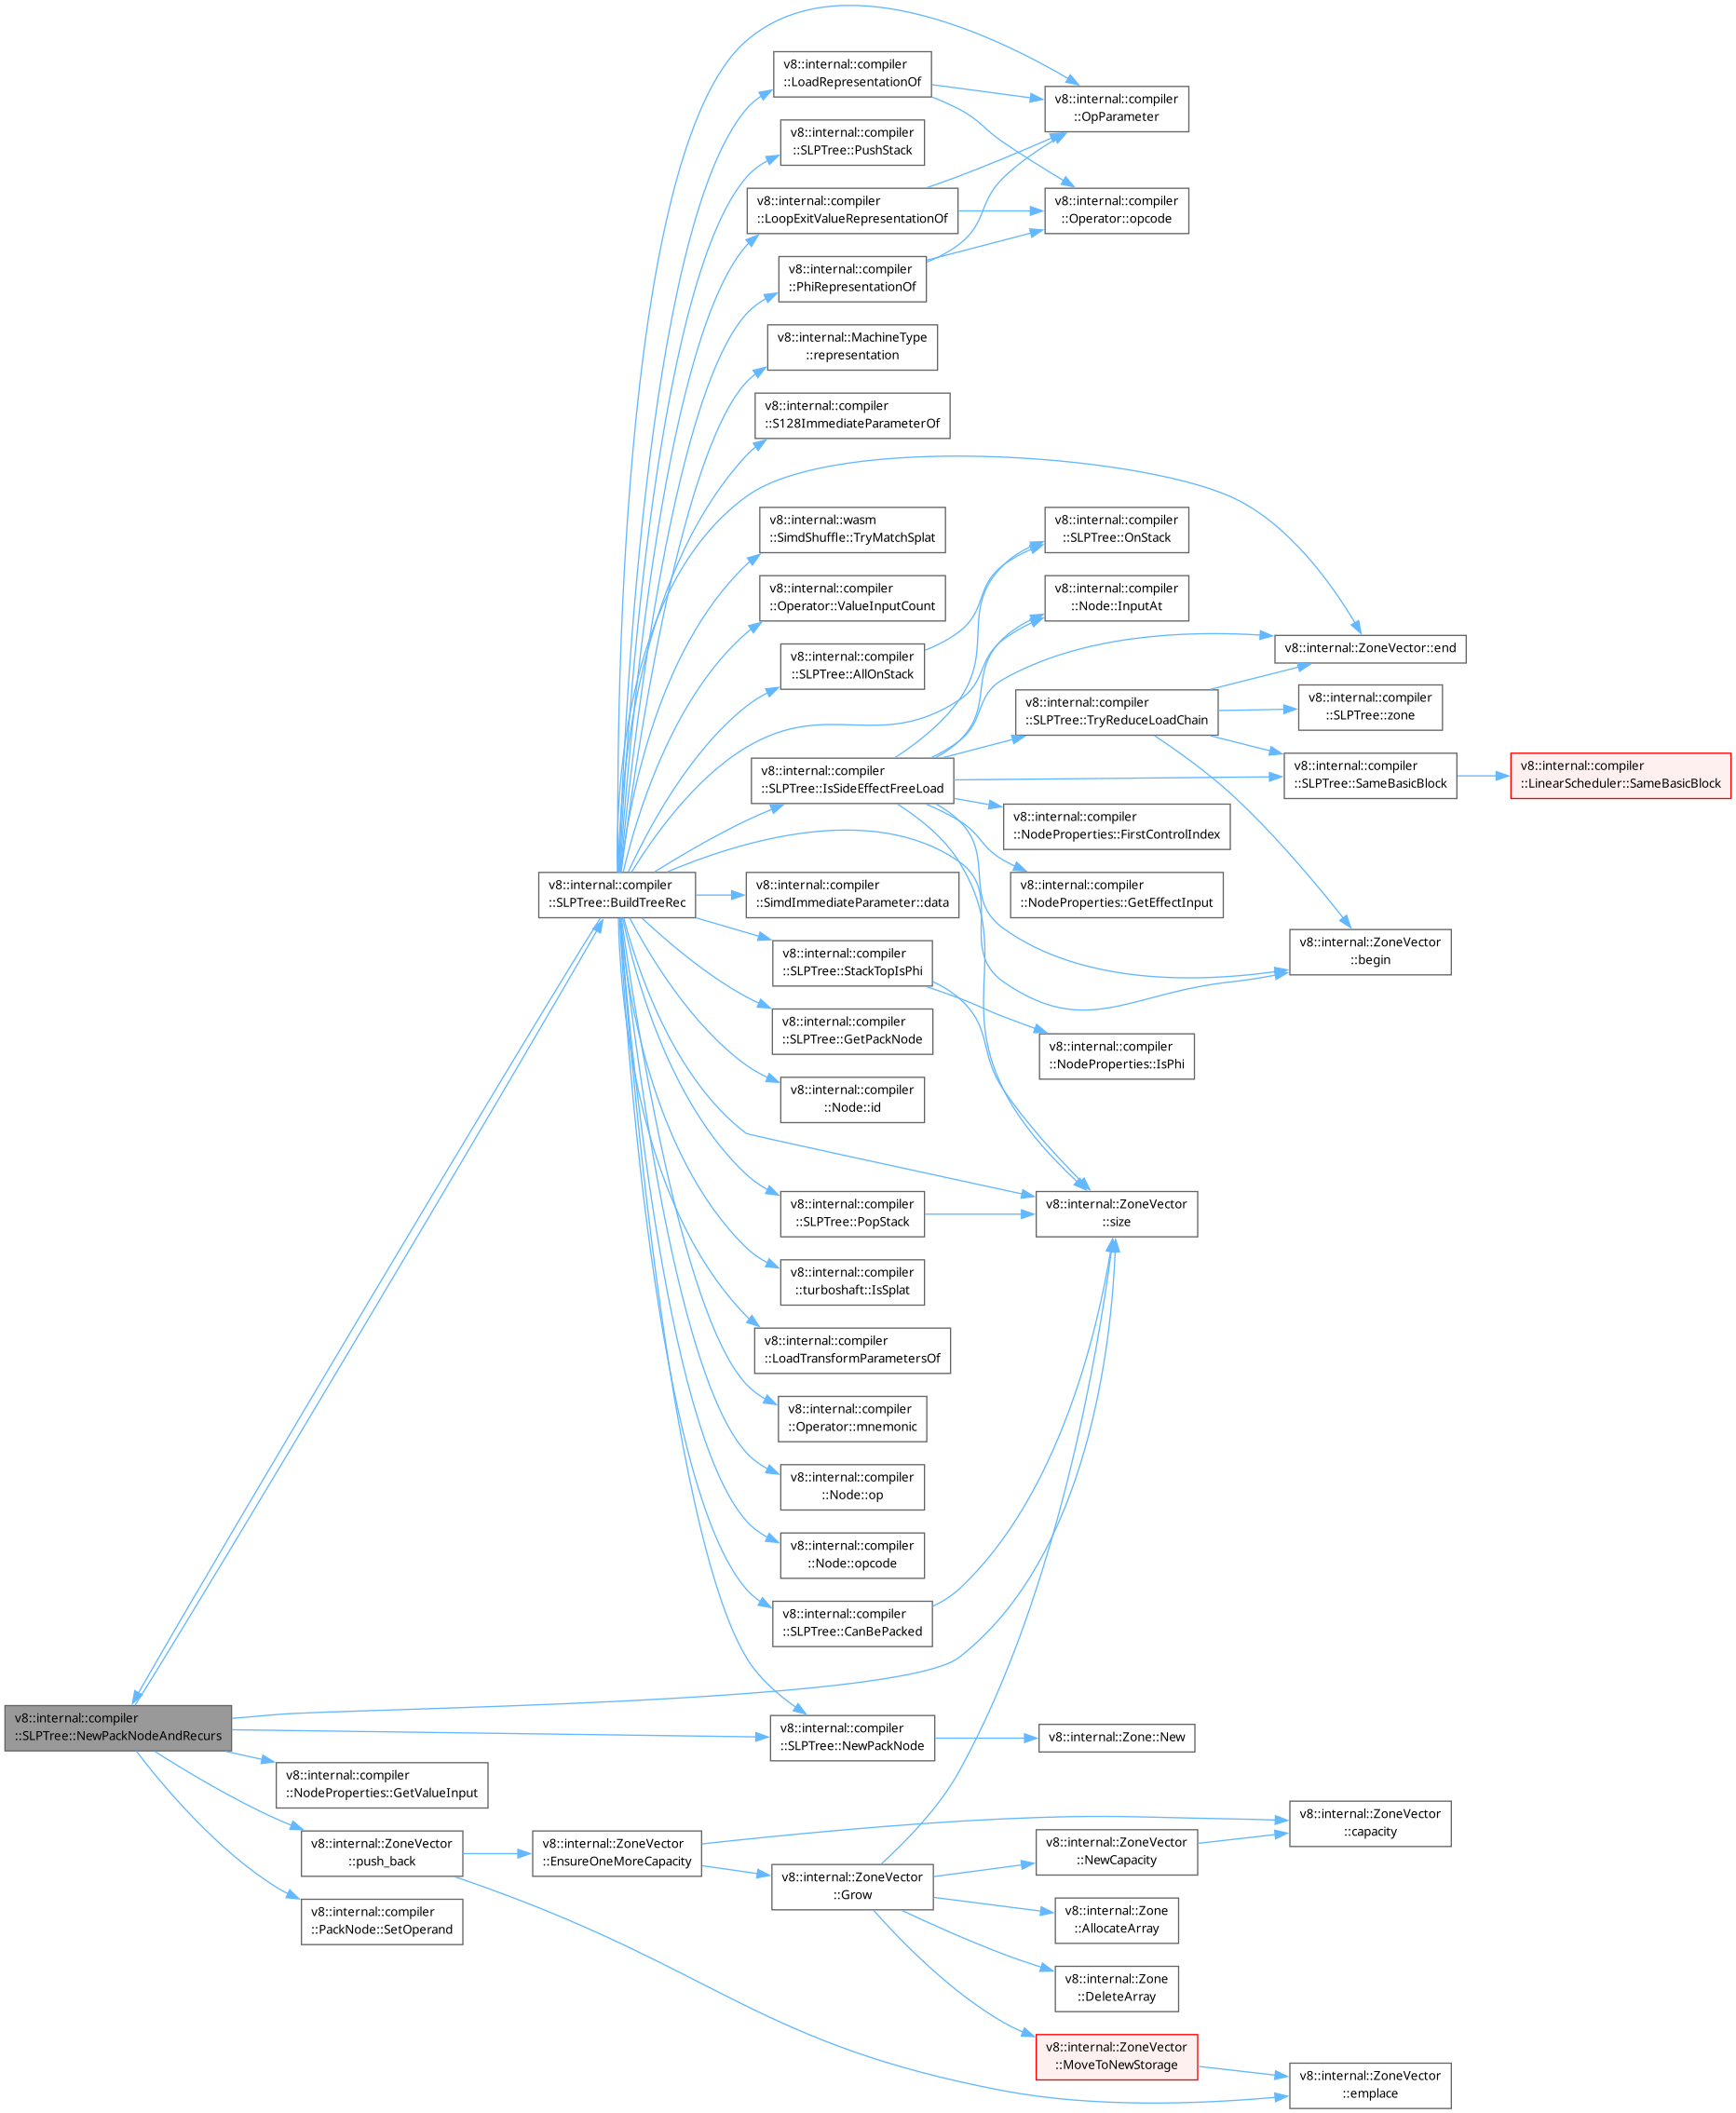 v8::internal::compiler
::LoadRepresentationOf
v8::internal::compiler
::OpParameter
v8::internal::compiler
::SLPTree::PushStack
v8::internal::compiler
::LoopExitValueRepresentationOf
v8::internal::compiler
::Operator::opcode
v8::internal::compiler
::PhiRepresentationOf
v8::internal::MachineType
::representation
v8::internal::compiler
::S128ImmediateParameterOf
v8::internal::wasm
::SimdShuffle::TryMatchSplat
v8::internal::compiler
::SLPTree::OnStack
v8::internal::compiler
::Operator::ValueInputCount
v8::internal::compiler
::Node::InputAt
v8::internal::compiler
::SLPTree::AllOnStack
v8::internal::ZoneVector::end
v8::internal::compiler
::SLPTree::TryReduceLoadChain
v8::internal::compiler
::SLPTree::zone
v8::internal::compiler
::SLPTree::IsSideEffectFreeLoad
v8::internal::compiler
::SLPTree::SameBasicBlock
v8::internal::compiler
::LinearScheduler::SameBasicBlock
v8::internal::compiler
::NodeProperties::FirstControlIndex
v8::internal::compiler
::SLPTree::BuildTreeRec
v8::internal::compiler
::SimdImmediateParameter::data
v8::internal::compiler
::NodeProperties::GetEffectInput
v8::internal::compiler
::SLPTree::StackTopIsPhi
v8::internal::ZoneVector
::begin
v8::internal::compiler
::SLPTree::GetPackNode
v8::internal::compiler
::NodeProperties::IsPhi
v8::internal::compiler
::Node::id
v8::internal::compiler
::SLPTree::PopStack
v8::internal::ZoneVector
::size
v8::internal::compiler
::turboshaft::IsSplat
v8::internal::compiler
::LoadTransformParametersOf
v8::internal::compiler
::Operator::mnemonic
v8::internal::compiler
::Node::op
v8::internal::compiler
::Node::opcode
v8::internal::compiler
::SLPTree::CanBePacked
v8::internal::compiler
::SLPTree::NewPackNodeAndRecurs
v8::internal::compiler
::SLPTree::NewPackNode
v8::internal::Zone::New
v8::internal::compiler
::NodeProperties::GetValueInput
v8::internal::ZoneVector
::push_back
v8::internal::ZoneVector
::EnsureOneMoreCapacity
v8::internal::ZoneVector
::Grow
v8::internal::ZoneVector
::NewCapacity
v8::internal::ZoneVector
::capacity
v8::internal::compiler
::PackNode::SetOperand
v8::internal::Zone
::AllocateArray
v8::internal::Zone
::DeleteArray
v8::internal::ZoneVector
::MoveToNewStorage
v8::internal::ZoneVector
::emplace